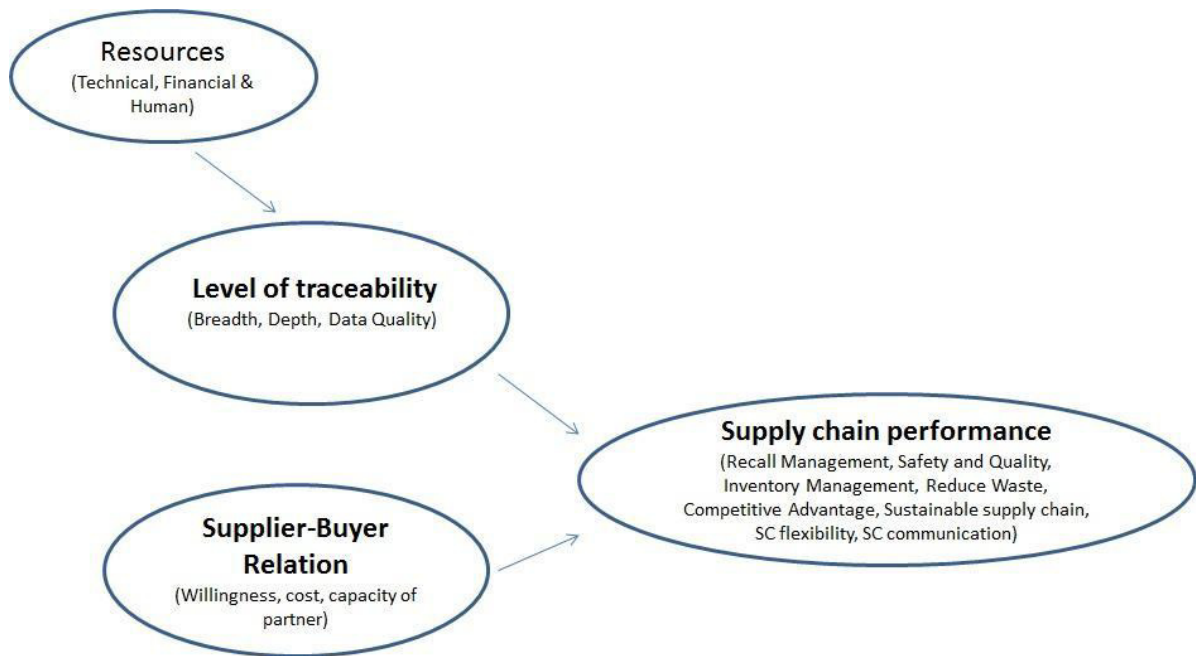 Resources
(Technical, Financial &
Human)
Level of traceability
(Breadth, Depth, Data Quality)
Supply chain performance
(Recall Management, Safety and Quality,
Inventory Management, Reduce Waste,
Competitive Advantage, Sustainable supply chain,
SC flexibility, SC communication)
Supplier-Buyer
Relation
(Willingness, cost, capacity of
partner)